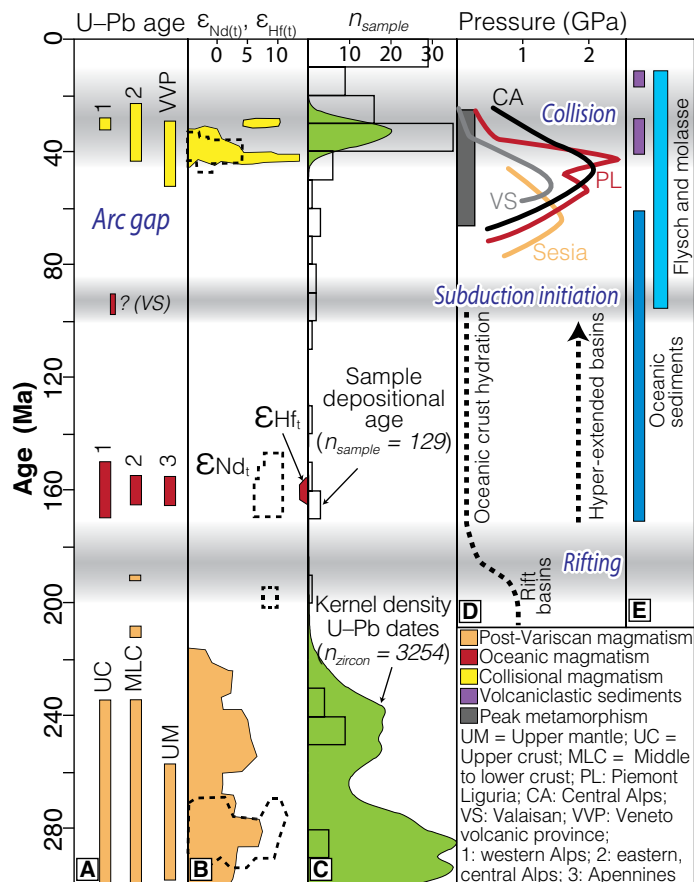 U–Pb age
εNd(t), εHf(t)
n sample
Pressure (GPa)
0 5 10
0 10 20 30
0 1 2
0
40
80
120
160
200
240
280
Age (Ma)
1
2
VVP
Arc gap
? (VS)
1
2
3
UC
MLC
UM
εNdt
εHft
Sample
depositional
age
(nsample = 129)
Kernel density
U–Pb dates
(nzircon = 3254)
CA
Collision
PL
VS
Sesia
Subduction initiation
Oceanic crust hydration
Hyper-extended basins
Rifting
Rift
basins
Flysch and molasse
Oceanic
sediments
A
B
C
D
E
Post-Variscan magmatism
Oceanic magmatism
Collisional magmatism
Volcaniclastic sediments
Peak metamorphism
UM = Upper mantle; UC =
Upper crust; MLC = Middle
to lower crust; PL: Piemont
Liguria; CA: Central Alps;
VS: Valaisan; VVP: Veneto
volcanic province;
1: western Alps; 2: eastern,
central Alps; 3: Apennines